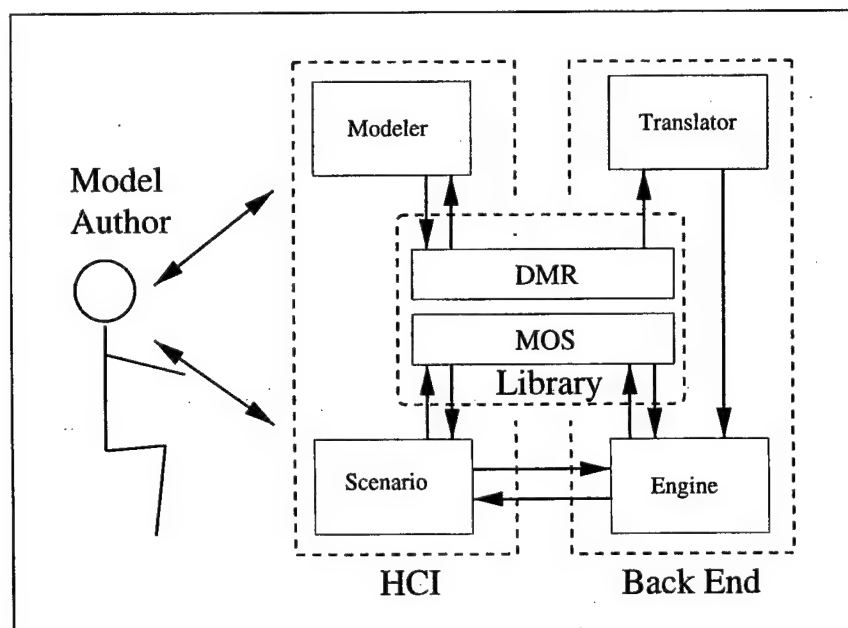 Modeler
Translator
Model
Author
DMR
MOS
Library
Scenario
Engine
HCI
Back End